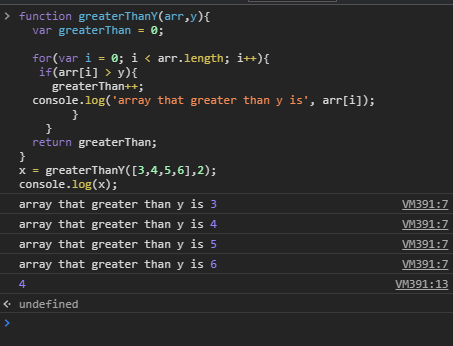 > function greaterThanY(arr,y){
var greaterThan = 0;
for(var i = 0; i < arr.length; i++){
if(arr[i] > y){
greaterThan++;
console.log('array that greater than y is', arr[i]);
}
}
return greaterThan;
}
x = greaterThanY([3,4,5,6],2);
console.log(x);
array that greater than y is 3 VM391:7
array that greater than y is 4 VM391:7
array that greater than y is 5 VM391:7
array that greater than y is 6 VM391:7
4 VM391:13
undefined
>